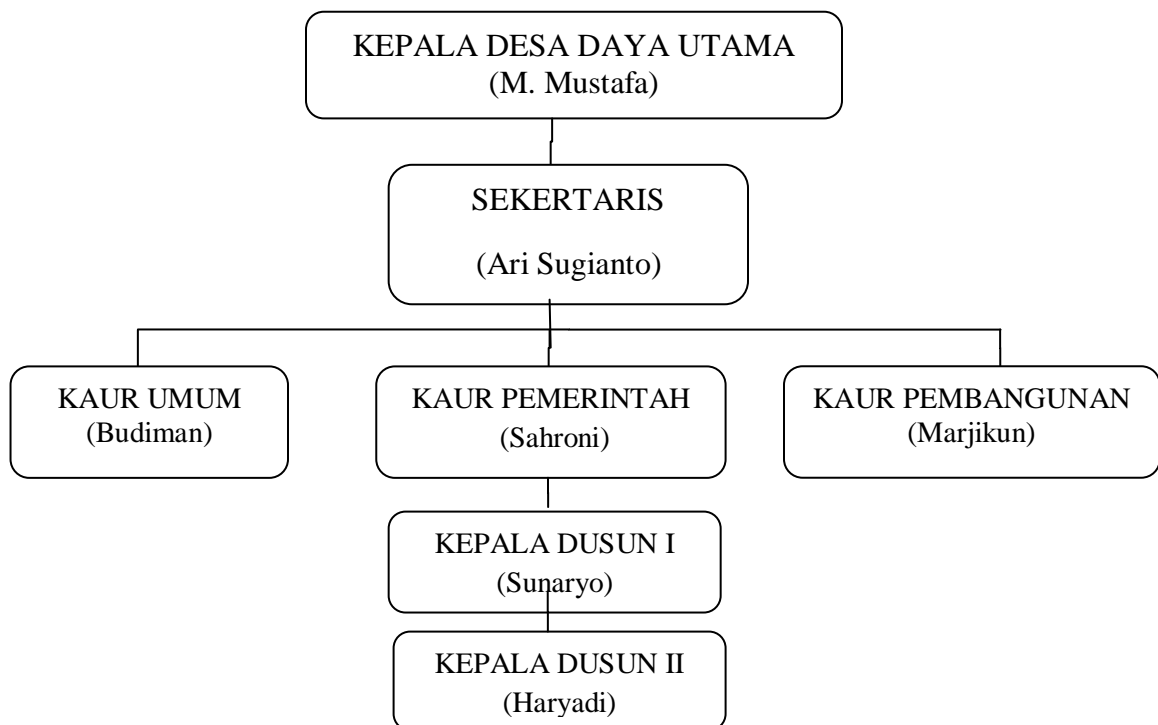 KEPALA DESA DAYA UTAMA
(M. Mustafa)
SEKERTARIS
(Ari Sugianto)
KAUR UMUM
(Budiman)
KAUR PEMERINTAH
(Sahroni)
KAUR PEMBANGUNAN
(Marjikun)
KEPALA DUSUN I
(Sunaryo)
KEPALA DUSUN II
(Haryadi)